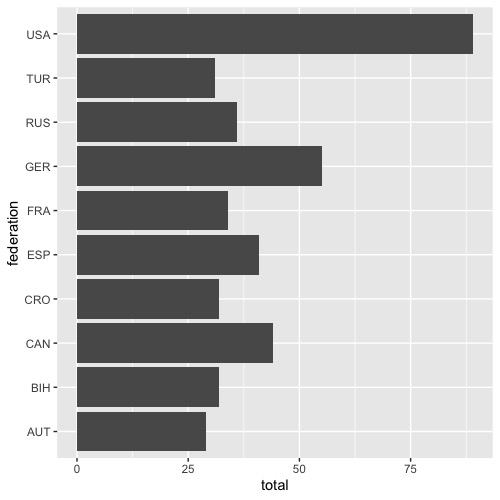 USA
TUR
RUS
GER
FRA
ESP
CRO
CAN
BIH
AUT
federation
0 25 50 75
total